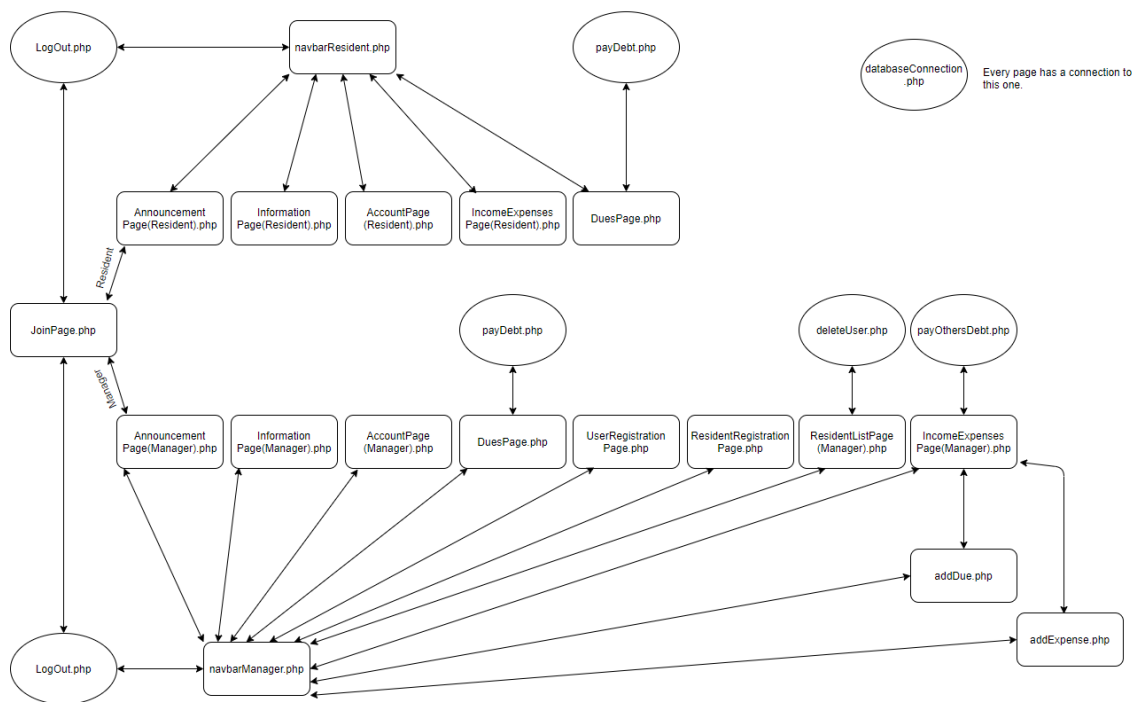 LogOut.php
navbarResident.php
payDebt.php
databaseConnection
.php
Every page has a connection to
this one.
Announcement
Page(Resident).php
Information
Page(Resident).php
AccountPage
(Resident).php
IncomeExpenses
Page(Resident).php
DuesPage.php
Resident
JoinPage.php
payDebt.php
deleteUser.php
payOthersDebt.php
Manager
Announcement
Page(Manager).php
Information
Page(Manager).php
AccountPage
(Manager).php
DuesPage.php
UserRegistration
Page.php
ResidentRegistration
Page.php
ResidentListPage
(Manager).php
IncomeExpenses
Page(Manager).php
addDue.php
addExpense.php
LogOut.php
navbarManager.php